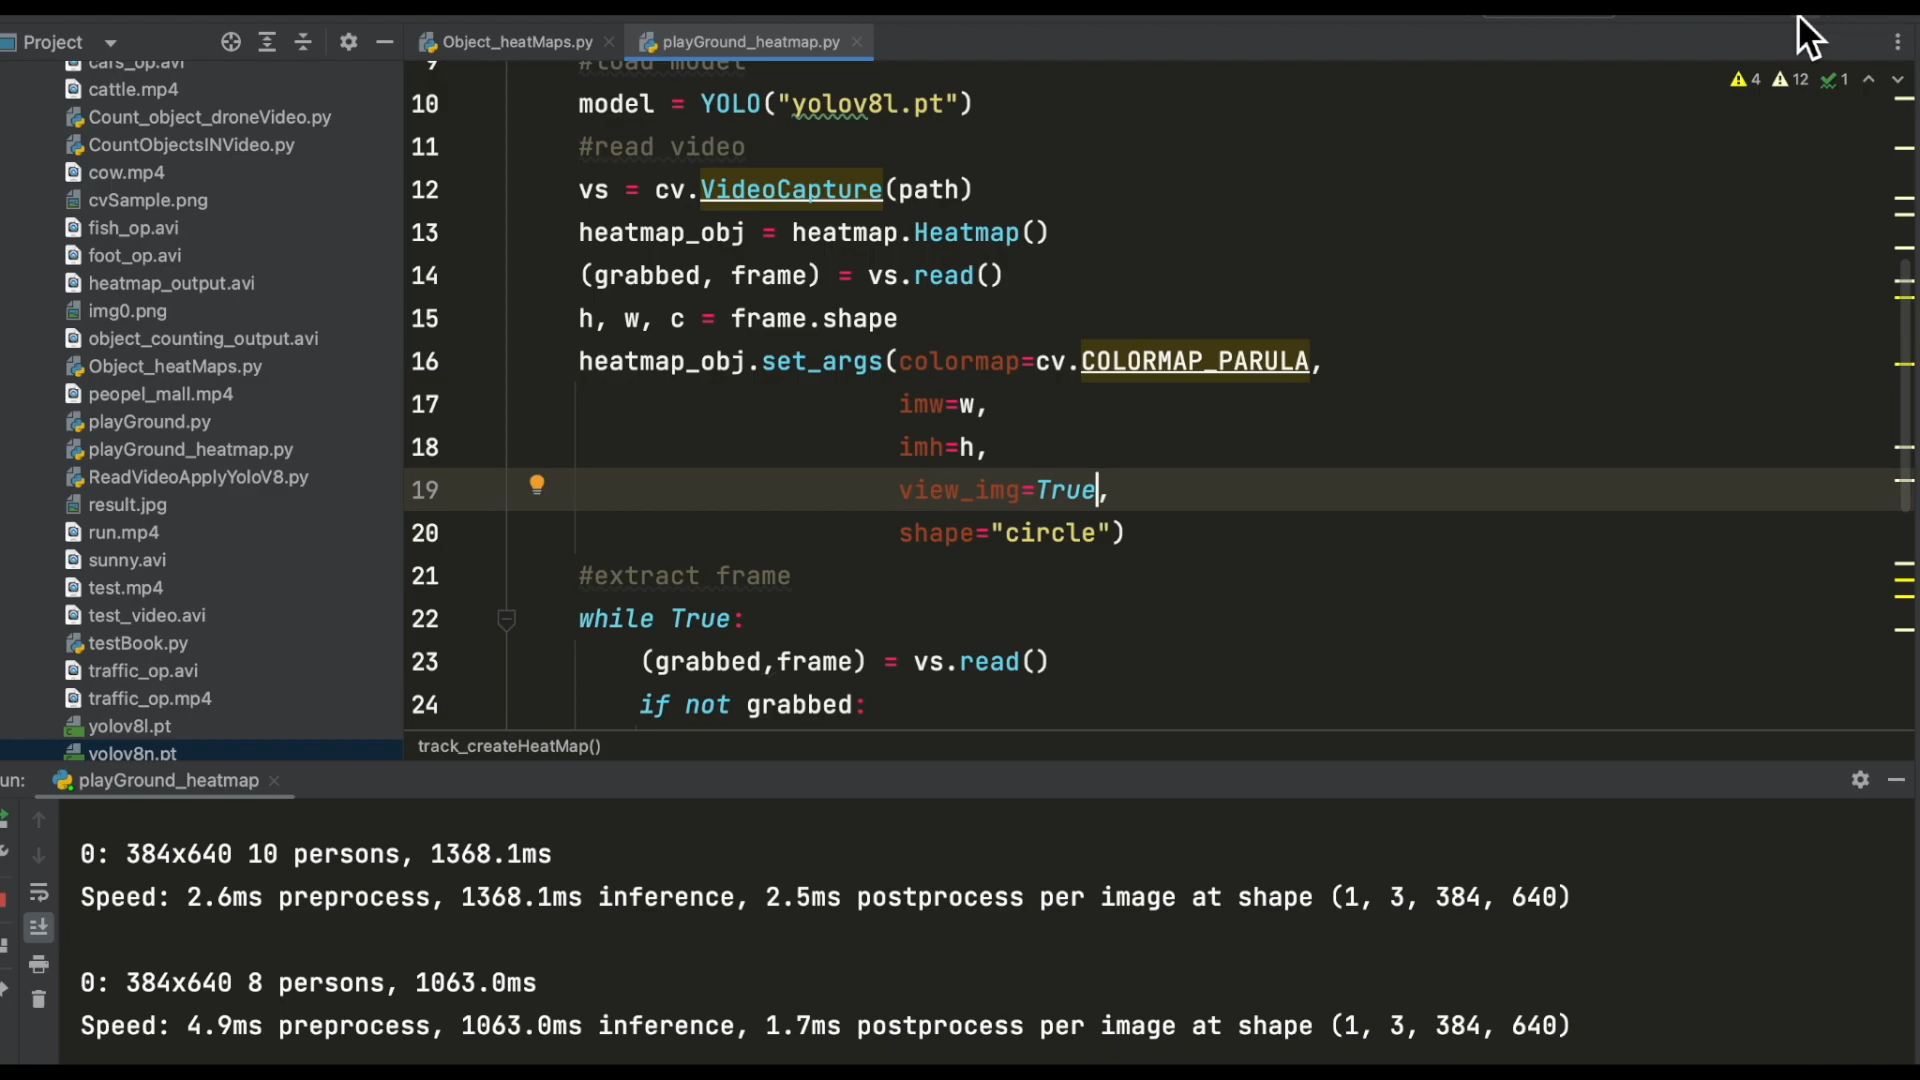 Project
Object_heatMaps.py
playGround_heatmap.py
cars_op.avi
cattle.mp4
Count_object_droneVideo.py
CountObjectsINVideo.py
cow.mp4
cvSample.png
fish_op.avi
foot_op.avi
heatmap_output.avi
img0.png
object_counting_output.avi
Object_heatMaps.py
peopel_mall.mp4
playGround.py
playGround_heatmap.py
ReadVideoApplyYoloV8.py
result.jpg
run.mp4
sunny.avi
test.mp4
test_video.avi
testBook.py
traffic_op.avi
traffic_op.mp4
yolov8l.pt
yolov8n.pt
4 12 1
9 #load model
10 model = YOLO("yolov8l.pt")
11 #read video
12 vs = cv.VideoCapture(path)
13 heatmap_obj = heatmap.Heatmap()
14 (grabbed, frame) = vs.read()
15 h, w, c = frame.shape
16 heatmap_obj.set_args(colormap=cv.COLORMAP_PARULA,
17 imw=w,
18 imh=h,
19 view_img=True,
20 shape="circle")
21 #extract frame
22 while True:
23 (grabbed,frame) = vs.read()
24 if not grabbed:
track_createHeatMap()
un:
playGround_heatmap
0: 384x640 10 persons, 1368.1ms
Speed: 2.6ms preprocess, 1368.1ms inference, 2.5ms postprocess per image at shape (1, 3, 384, 640)
0: 384x640 8 persons, 1063.0ms
Speed: 4.9ms preprocess, 1063.0ms inference, 1.7ms postprocess per image at shape (1, 3, 384, 640)